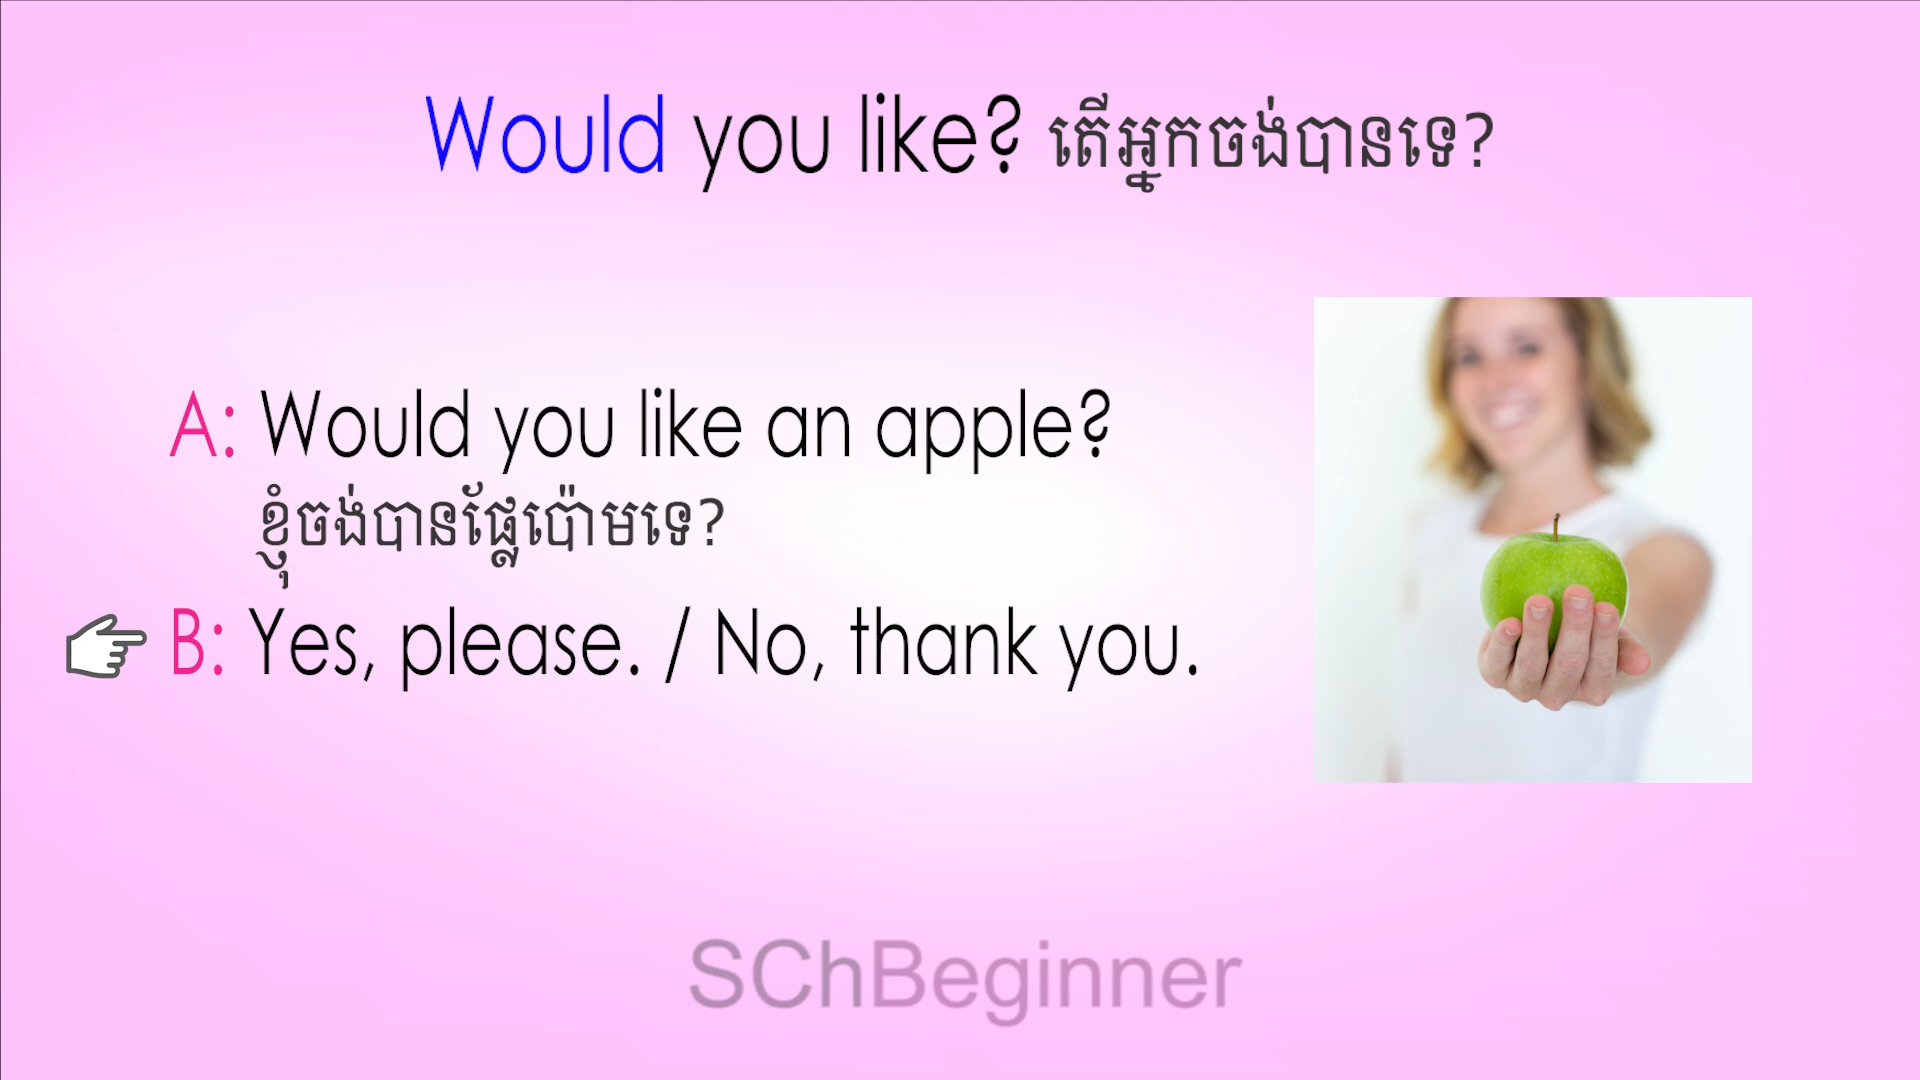 Would you like? តើអ្នកចង់បានទេ?
A: Would you like an apple?
ខ្ញុំចង់បានផ្លែប៉ោមទេ?
B: Yes, please. / No, thank you.
SChBeginner